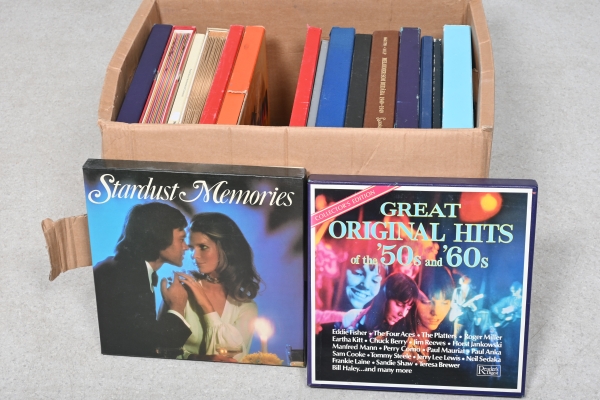 Stardust Memories
COLLECTOR'S EDITION
GREAT
ORIGINAL HITS
of the '50s and '60s
Eddie Fisher • The Four Aces • The Platters • Roger Miller
Eartha Kitt • Chuck Berry • Jim Reeves • Horst Jankowski
Manfred Mann • Perry Como • Paul Mauriat • Paul Anka
Sam Cooke • Tommy Steele • Jerry Lee Lewis • Neil Sedaka
Frankie Laine • Sandie Shaw • Teresa Brewer
Bill Haley...and many more
Reader's
Digest